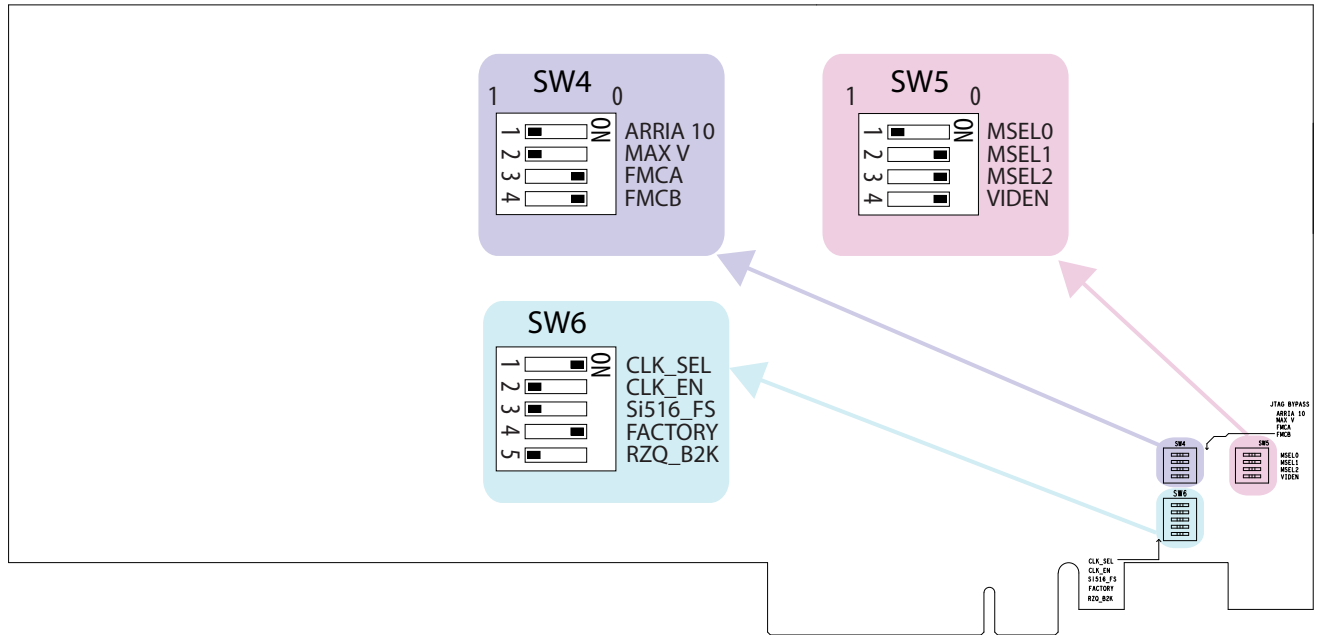 SW4
1 0
ON
1 ARRIA 10
2 MAX V
3 FMCA
4 FMCB
SW5
1 0
ON
1 MSEL0
2 MSEL1
3 MSEL2
4 VIDEN
SW6
ON
1 CLK_SEL
2 CLK_EN
3 Si516_FS
4 FACTORY
5 RZQ_B2K
JTAG BYPASS
ARRIA 10
MAX V
FMCA
FMCB
SW4
SW5
MSEL0
MSEL1
MSEL2
VIDEN
SW6
CLK_SEL
CLK_EN
SI516_FS
FACTORY
RZQ_B2K